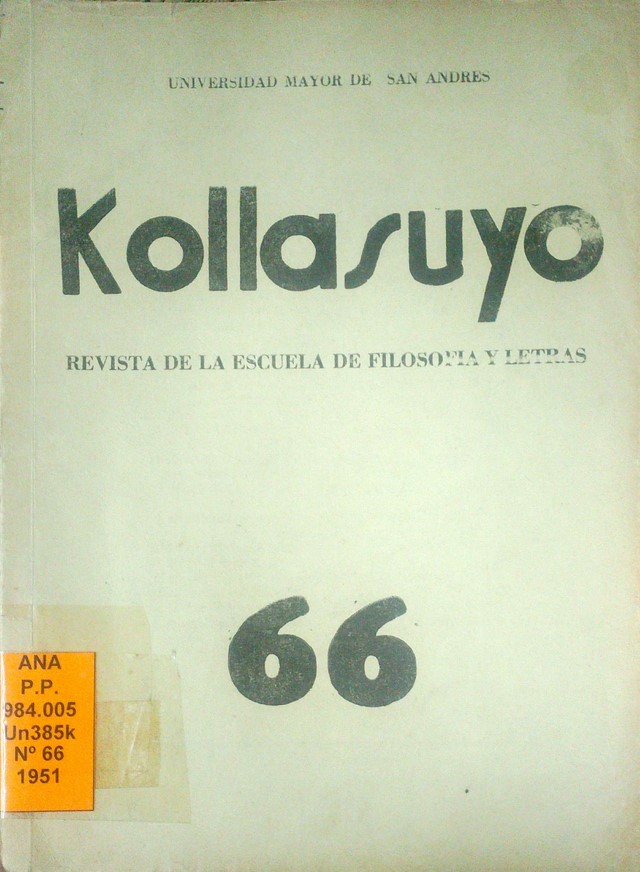 UNIVERSIDAD MAYOR DE SAN ANDRES
Kollasuyo
REVISTA DE LA ESCUELA DE FILOSOFIA Y LETRAS
66
ANA
P.P.
984.005
Un385k
Nº 66
1951